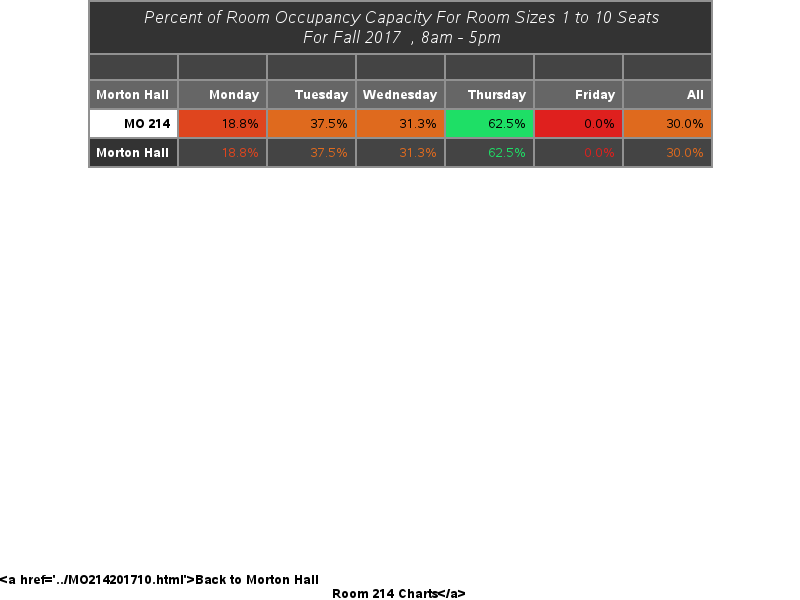 Percent of Room Occupancy Capacity For Room Sizes 1 to 10 Seats
For Fall 2017 , 8am - 5pm
Morton Hall Monday Tuesday Wednesday Thursday Friday All
MO 214 18.8% 37.5% 31.3% 62.5% 0.0% 30.0%
Morton Hall 18.8% 37.5% 31.3% 62.5% 0.0% 30.0%
<a href='../MO214201710.html'>Back to Morton Hall
Room 214 Charts</a>